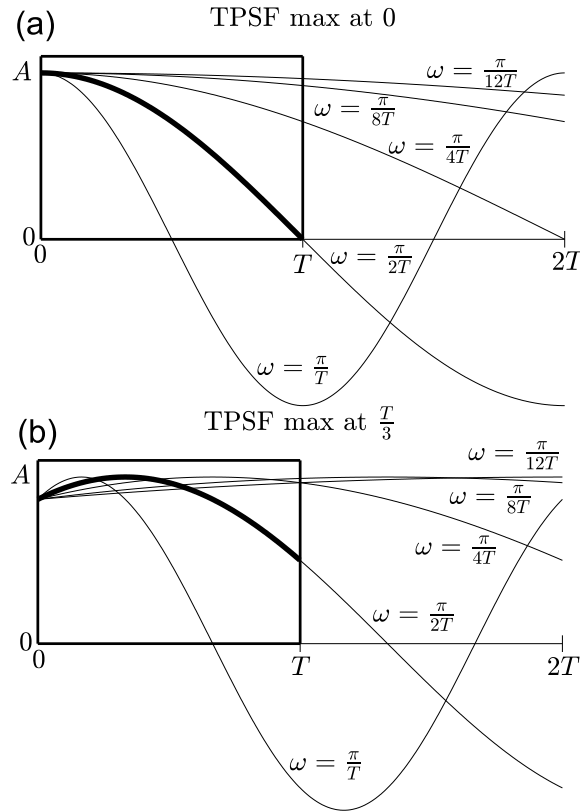 (a)
TPSF max at 0
A
ω = π/12T
ω = π/8T
ω = π/4T
0
0
T
ω = π/2T
2T
ω = π/T
(b)
TPSF max at T/3
A
ω = π/12T
ω = π/8T
ω = π/4T
ω = π/2T
0
0
T
2T
ω = π/T